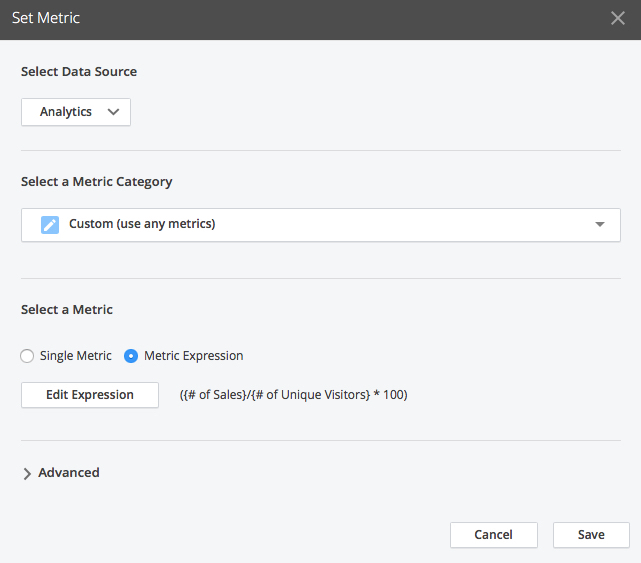 Set Metric
Select Data Source
Analytics
Select a Metric Category
Custom (use any metrics)
Select a Metric
Single Metric Metric Expression
Edit Expression ({# of Sales}/{# of Unique Visitors} * 100)
Advanced
Cancel Save